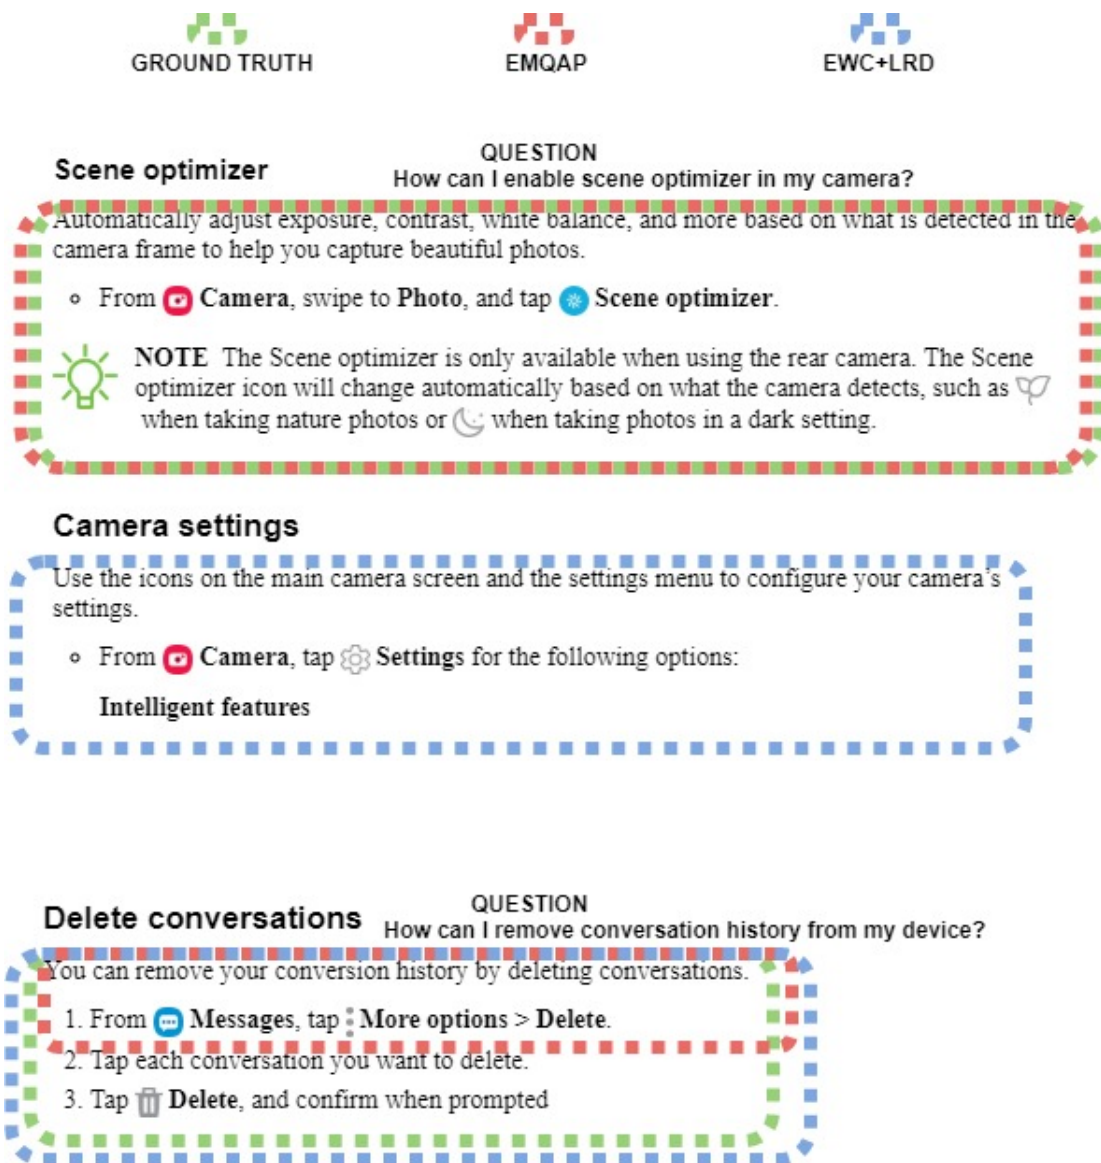 GROUND TRUTH
EMQAP
EWC+LRD
Scene optimizer
QUESTION
How can I enable scene optimizer in my camera?
Automatically adjust exposure, contrast, white balance, and more based on what is detected in the
camera frame to help you capture beautiful photos.
From Camera, swipe to Photo, and tap Scene optimizer.
NOTE The Scene optimizer is only available when using the rear camera. The Scene
optimizer icon will change automatically based on what the camera detects, such as
when taking nature photos or when taking photos in a dark setting.
Camera settings
Use the icons on the main camera screen and the settings menu to configure your camera's
settings.
From Camera, tap Settings for the following options:
Intelligent features
Delete conversations
QUESTION
How can I remove conversation history from my device?
You can remove your conversion history by deleting conversations.
1. From Messages, tap More options > Delete.
2. Tap each conversation you want to delete.
3. Tap Delete, and confirm when prompted